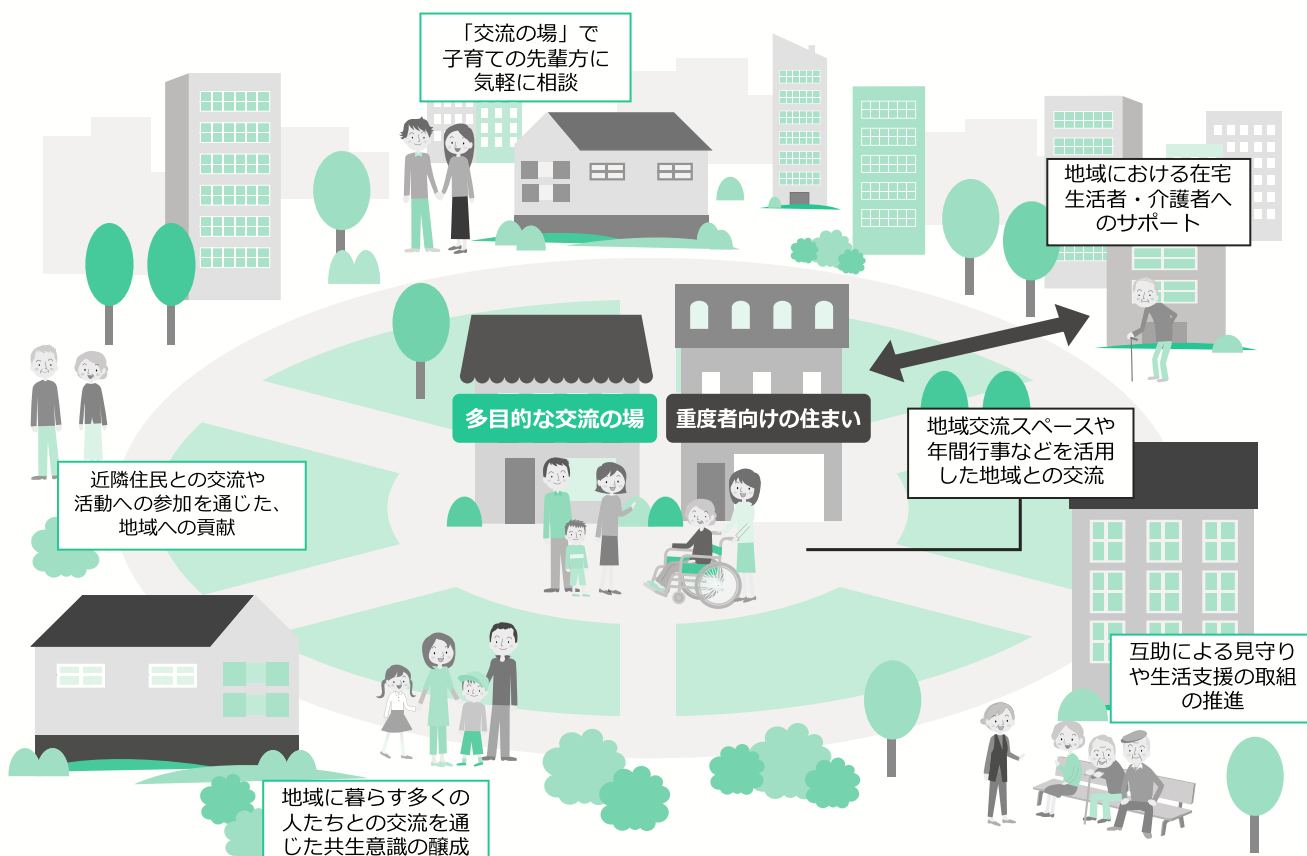 「交流の場」で
子育ての先輩方に
気軽に相談
地域における在宅
生活者・介護者へ
のサポート
多目的な交流の場
重度者向けの住まい
地域交流スペースや
年間行事などを活用
した地域との交流
近隣住民との交流や
活動への参加を通じた、
地域への貢献
互助による見守り
や生活支援の取組
の推進
地域に暮らす多くの
人たちとの交流を通
じた共生意識の醸成